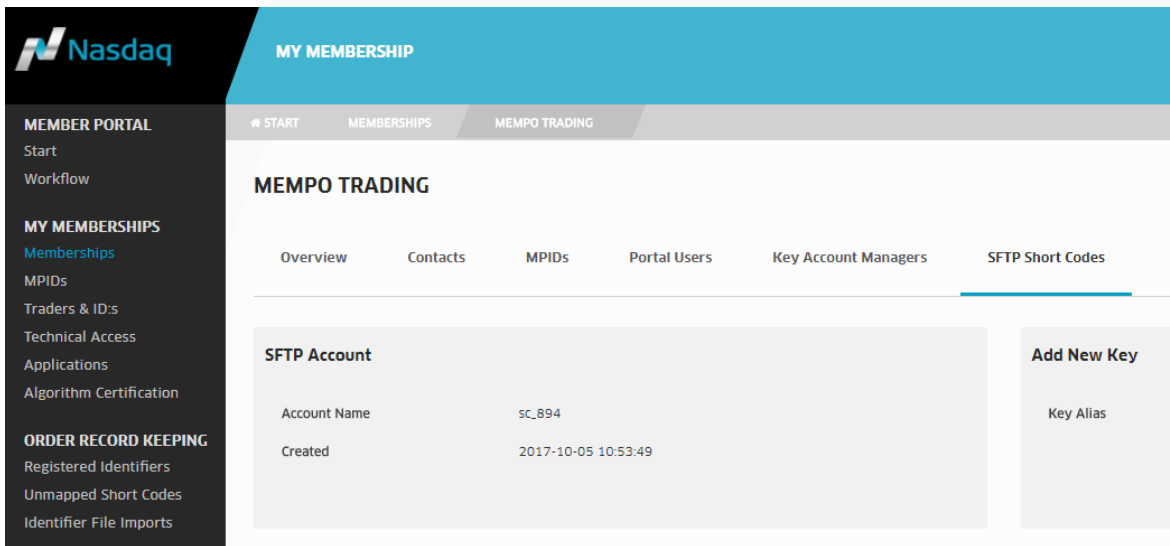 Nasdaq
MY MEMBERSHIP
MEMBER PORTAL
Start
Workflow
MY MEMBERSHIPS
Memberships
MPIDs
Traders & ID:s
Technical Access
Applications
Algorithm Certification
ORDER RECORD KEEPING
Registered Identifiers
Unmapped Short Codes
Identifier File Imports
START MEMBERSHIPS MEMPO TRADING
MEMPO TRADING
Overview Contacts MPIDs Portal Users Key Account Managers SFTP Short Codes
SFTP Account
Account Name sc_894
Created 2017-10-05 10:53:49
Add New Key
Key Alias